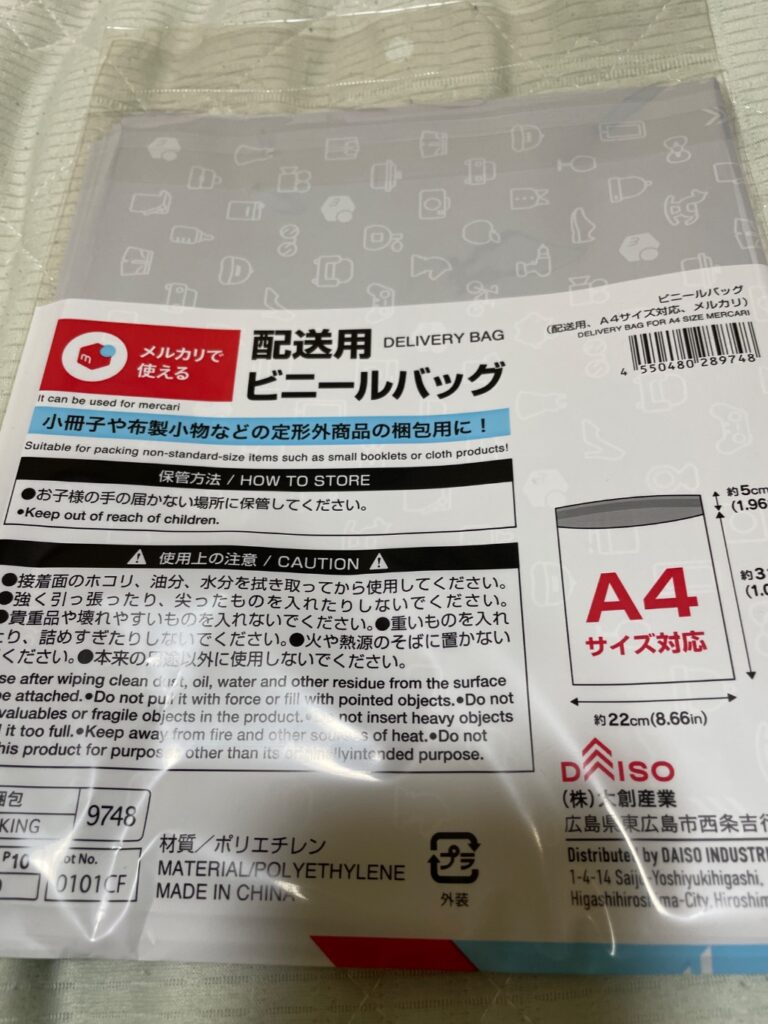 ビニールバッグ
(配送用、A4サイズ対応、メルカリ)
DELIVERY BAG FOR A4 SIZE MERCARI
4 550480 289748
m
メルカリで
使える
配送用 DELIVERY BAG
ビニールバッグ
It can be used for mercari
小冊子や布製小物などの定形外商品の梱包用に!
Suitable for packing non-standard-size items such as small booklets or cloth products!
保管方法 / HOW TO STORE
●お子様の手の届かない場所に保管してください。
●Keep out of reach of children.
使用上の注意 / CAUTION
●接着面のホコリ、油分、水分を拭き取ってから使用してください。
●強く引っ張ったり、尖ったものを入れたりしないでください。
●貴重品や壊れやすいものを入れないでください。●重いものを入れ
り、詰めすぎたりしないでください。●火や熱源のそばに置かない
ください。●本来の用途以外に使用しないでください。
se after wiping clean dust, oil, water and other residue from the surface
be attached.●Do not pull it with force or fill with pointed objects.●Do not
valuables or fragile objects in the product.●Do not insert heavy objects
l it too full.●Keep away from fire and other sources of heat.●Do not
his product for purpose other than its originallyintended purpose.
約5cm
(1.96
約3
(1.0
A4
サイズ対応
約22cm(8.66in)
梱包
KING
9748
P10
Lot No.
0101CF
材質/ポリエチレン
MATERIAL/POLYETHYLENE
MADE IN CHINA
プラ
外装
DAISO
(株)大創産業
広島県東広島市西条吉行
Distributed by DAISO INDUSTRI
1-4-14 Saijo-Yoshiyukihigashi,
Higashihiroshima-City, Hiroshim